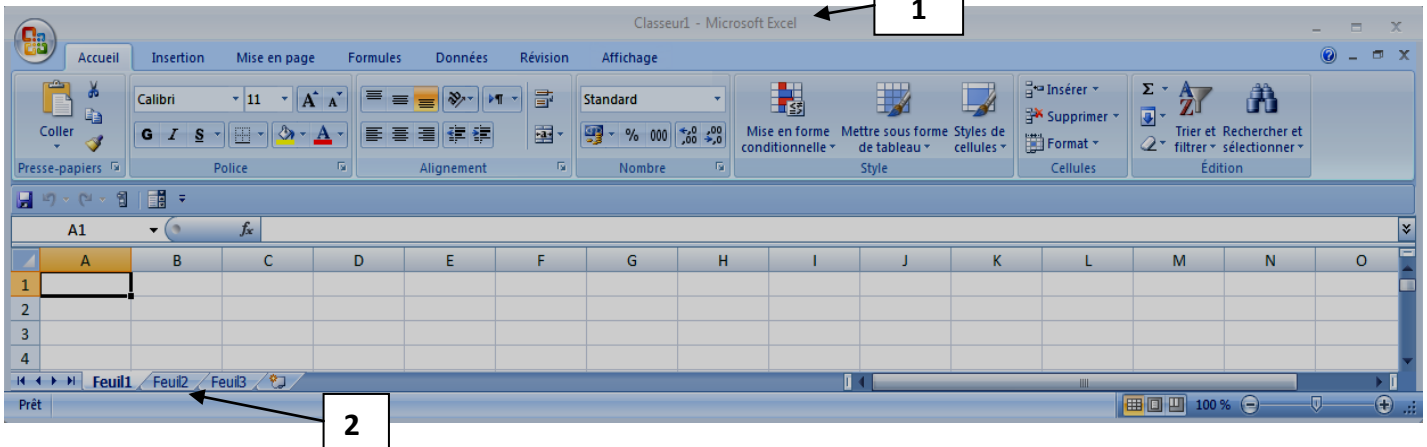 1
Classeur1 - Microsoft Excel
Accueil Insertion Mise en page Formules Données Révision Affichage
Calibri 11 A A Standard Insérer Σ
Supprimer
Coller G I S A % 000 ,00 ,00 Mise en forme Mettre sous forme Styles de Format Trier et Rechercher et
conditionnelle de tableau cellules filtrer sélectionner
Presse-papiers Police Alignement Nombre Style Cellules Édition
A1 fx
A B C D E F G H I J K L M N O
1
2
3
4
Feuil1 Feuil2 Feuil3
Prêt 100 %
2